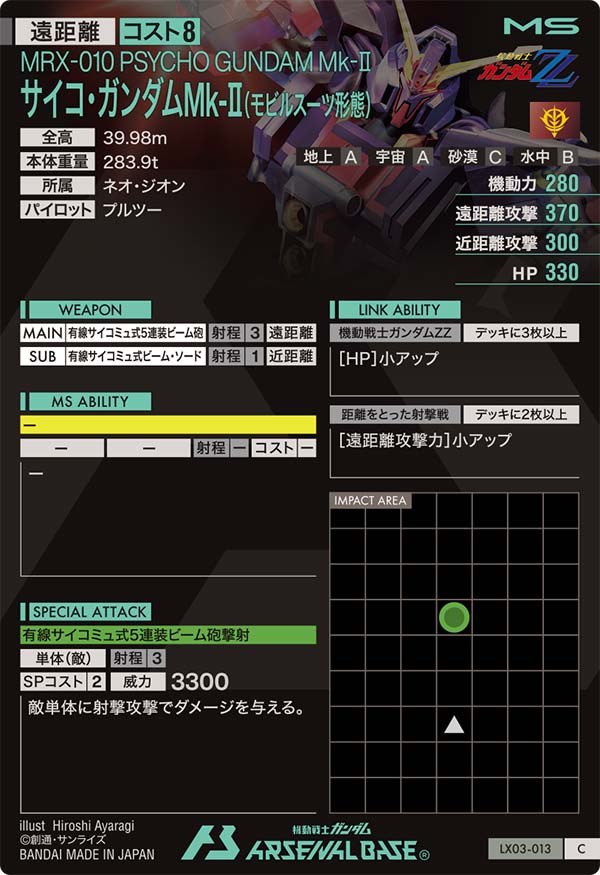 遠距離 コスト8 MS
MRX-010 PSYCHO GUNDAM Mk-II
サイコ・ガンダムMk-II(モビルスーツ形態)
機動戦士 ガンダムZZ
全高 39.98m
本体重量 283.9t
所属 ネオ・ジオン
パイロット プルツー
地上 A 宇宙 A 砂漠 C 水中 B
機動力 280
遠距離攻撃 370
近距離攻撃 300
HP 330
WEAPON
MAIN 有線サイコミュ式5連装ビーム砲 射程 3 遠距離
SUB 有線サイコミュ式ビーム・ソード 射程 1 近距離
MS ABILITY
ー
ー ー 射程 ー コスト ー
ー
SPECIAL ATTACK
有線サイコミュ式5連装ビーム砲撃射
単体(敵) 射程 3
SPコスト 2 威力 3300
敵単体に射撃攻撃でダメージを与える。
LINK ABILITY
機動戦士ガンダムZZ デッキに3枚以上
[HP]小アップ
距離をとった射撃戦 デッキに2枚以上
[遠距離攻撃力]小アップ
IMPACT AREA
illust Hiroshi Ayaragi
©創通・サンライズ
BANDAI MADE IN JAPAN
機動戦士ガンダム
AB ARSENAL BASE®
LX03-013 C